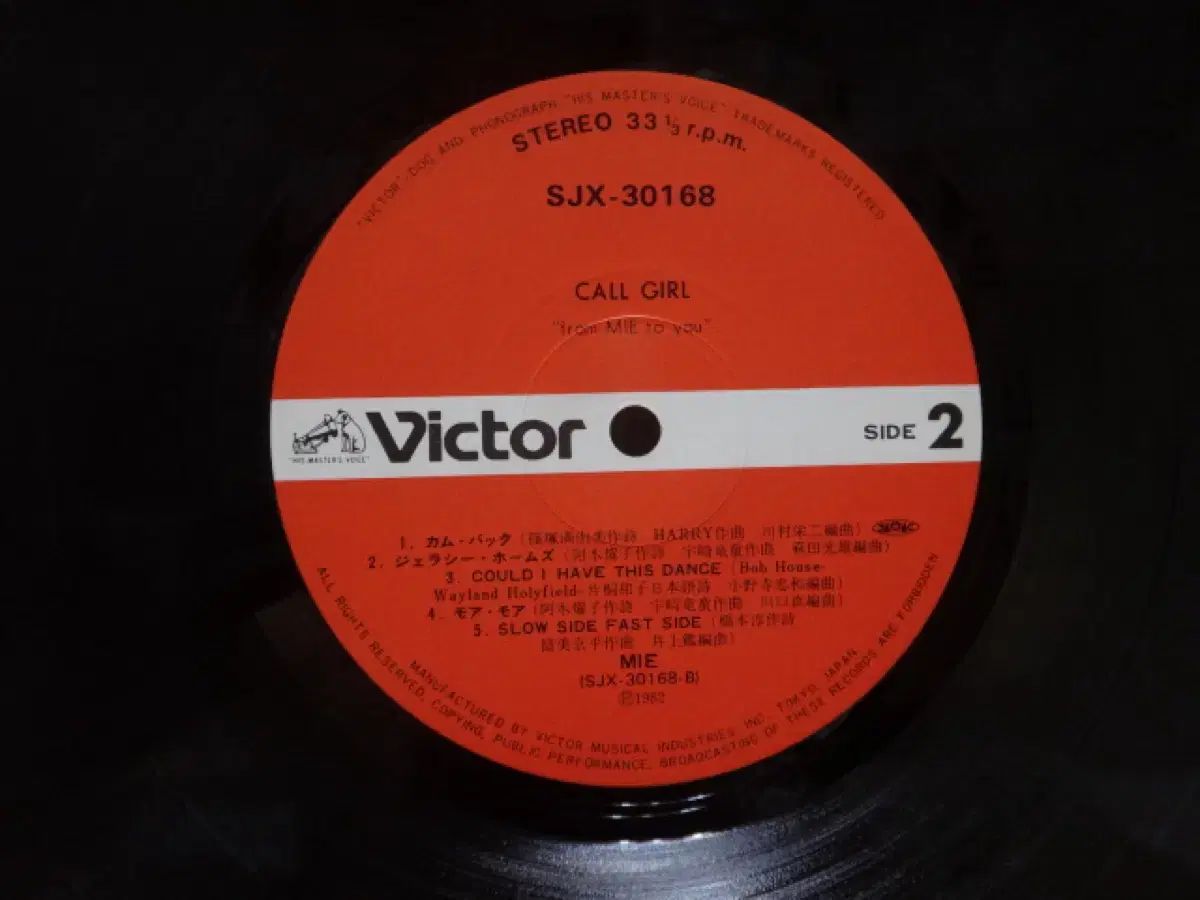 "VICTOR", DOG AND PHONOGRAPH "HIS MASTER'S VOICE" TRADEMARKS REGISTERED
STEREO 33 1/3 r.p.m.
SJX-30168
CALL GIRL
"from MIE to you"
"HIS MASTER'S VOICE"
Victor
SIDE 2
1. カム・バック (篠塚満由美作詩 HARRY作曲 川村栄二編曲)
2. ジェラシー・ホームズ (阿木燿子作詩 宇崎竜童作曲 萩田光雄編曲)
3. COULD I HAVE THIS DANCE (Bob House-
Wayland Holyfield-片桐和子日本語詩 小野寺忠和編曲)
4. モア・モア (阿木燿子作詩 宇崎竜童作曲 川口真編曲)
5. SLOW SIDE FAST SIDE (橋本淳作詩
筒美京平作曲 井上鑑編曲)
MIE
(SJX-30168-B)
Ⓟ1982
MANUFACTURED BY VICTOR MUSICAL INDUSTRIES INC. TOKYO, JAPAN
ALL RIGHTS RESERVED. COPYING, PUBLIC PERFORMANCE, BROADCASTING OF THESE RECORDS ARE FORBIDDEN